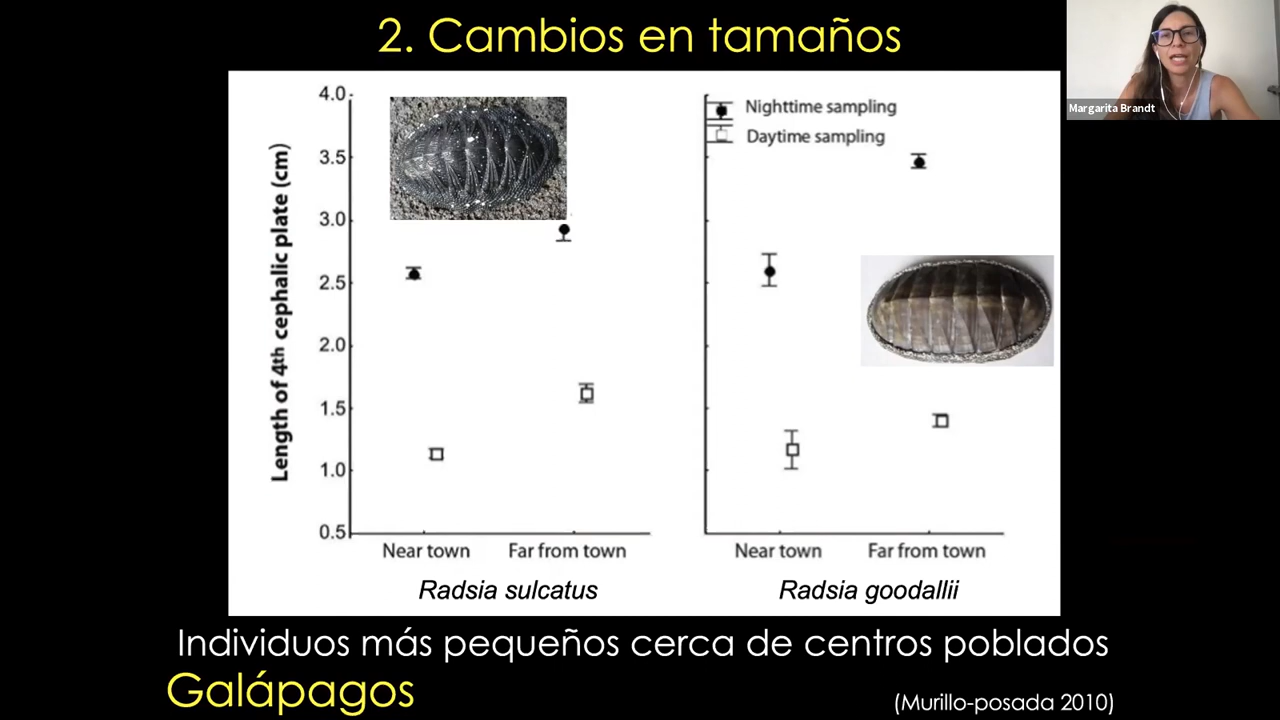 2. Cambios en tamaños
Margarita Brandt
Length of 4th cephalic plate (cm)
4.0
3.5
3.0
2.5
2.0
1.5
1.0
0.5
Near town
Far from town
Radsia sulcatus
Nighttime sampling
Daytime sampling
Near town
Far from town
Radsia goodallii
Individuos más pequeños cerca de centros poblados
Galápagos
(Murillo-posada 2010)